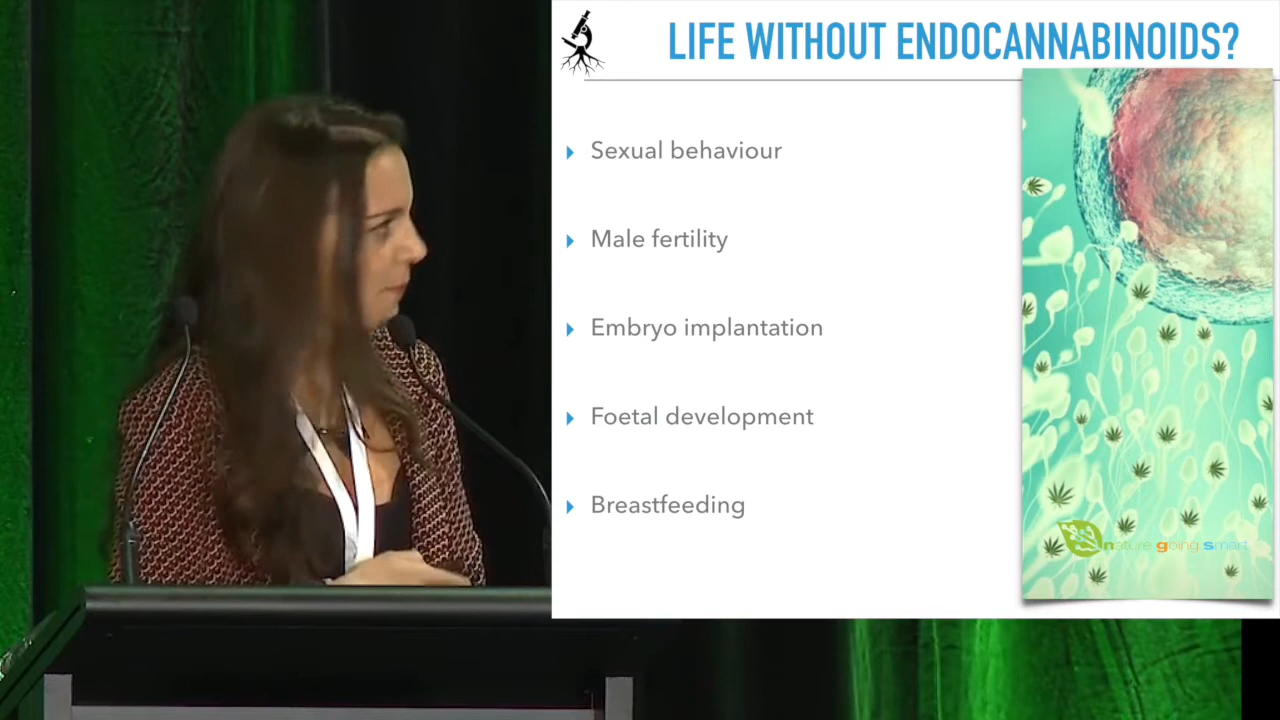 LIFE WITHOUT ENDOCANNABINOIDS?
Sexual behaviour
Male fertility
Embryo implantation
Foetal development
Breastfeeding
nature going smart